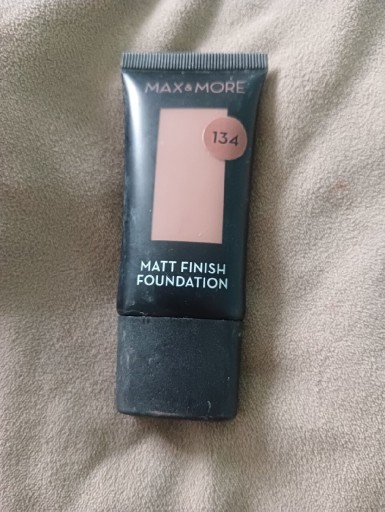 MAX & MORE
134
MATT FINISH
FOUNDATION